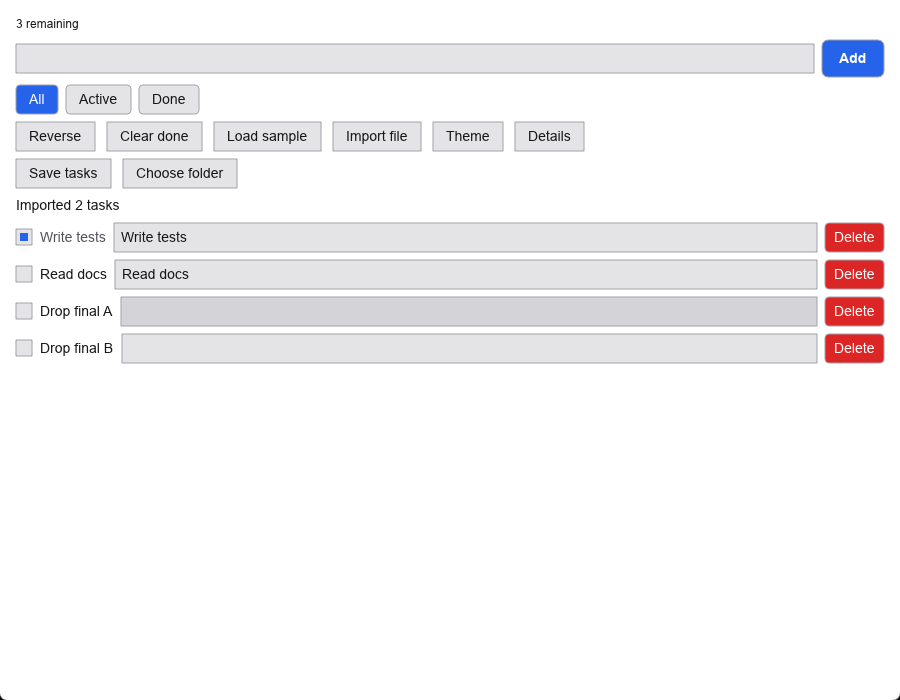 3 remaining
Add
All Active Done
Reverse Clear done Load sample Import file Theme Details
Save tasks Choose folder
Imported 2 tasks
Write tests Write tests Delete
Read docs Read docs Delete
Drop final A Delete
Drop final B Delete